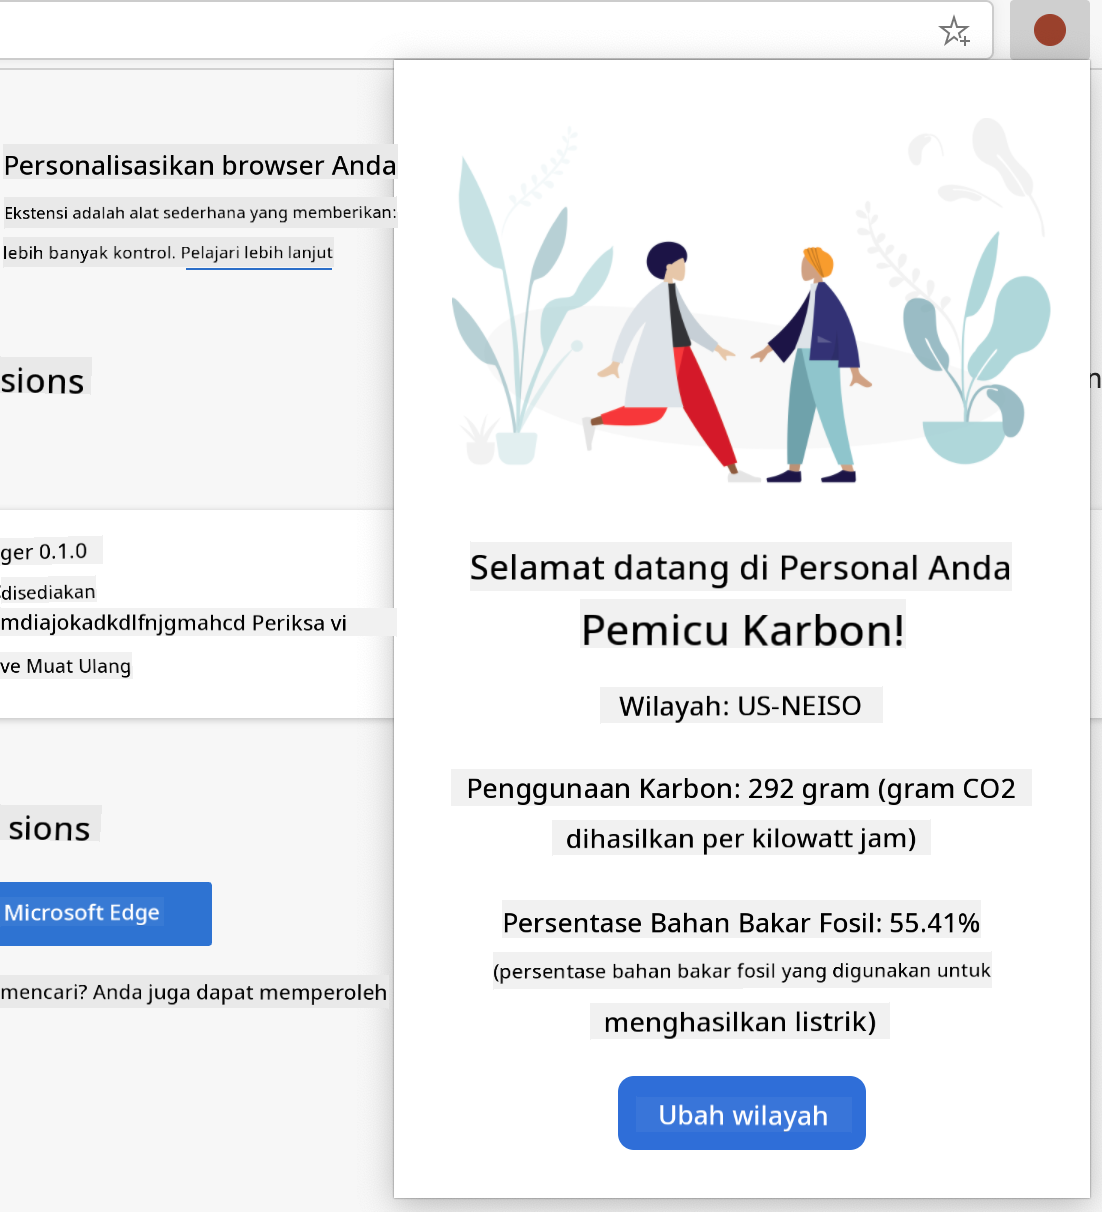 Personalisasikan browser Anda
Ekstensi adalah alat sederhana yang memberikan:
lebih banyak kontrol. Pelajari lebih lanjut
sions
ger 0.1.0
disediakan
mdiajokadkdlfnjgmahcd Periksa vi
ve Muat Ulang
sions
Microsoft Edge
mencari? Anda juga dapat memperoleh
Selamat datang di Personal Anda
Pemicu Karbon!
Wilayah: US-NEISO
Penggunaan Karbon: 292 gram (gram CO2
dihasilkan per kilowatt jam)
Persentase Bahan Bakar Fosil: 55.41%
(persentase bahan bakar fosil yang digunakan untuk
menghasilkan listrik)
Ubah wilayah